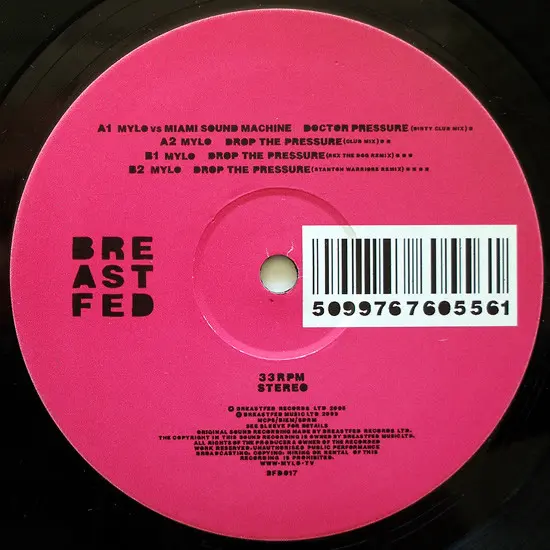 A1 MYLO VS MIAMI SOUND MACHINE DOCTOR PRESSURE (DIRTY CLUB MIX)
A2 MYLO DROP THE PRESSURE (CLUB MIX)
B1 MYLO DROP THE PRESSURE (REX THE DOG REMIX)
B2 MYLO DROP THE PRESSURE (STANTON WARRIORS REMIX)
BRE
AST
FED
5099767605561
33RPM
STEREO
© BREASTFED RECORDS LTD 2005
© BREASTFED MUSIC LTD 2005
MCPS/BIEM/SDRM
SEE SLEEVE FOR DETAILS
ORIGINAL SOUND RECORDING MADE BY BREASTFED RECORDS LTD.
THE COPYRIGHT IN THIS SOUND RECORDING IS OWNED BY BREASTFED MUSIC LTD.
ALL RIGHTS OF THE PRODUCER & OWNER OF THE RECORDED
WORK RESERVED. UNAUTHORISED PUBLIC PERFORMANCE
BROADCASTING, COPYING, HIRING OR RENTAL OF THIS
RECORDING IS PROHIBITED.
WWW.MYLO.TV
BFD017